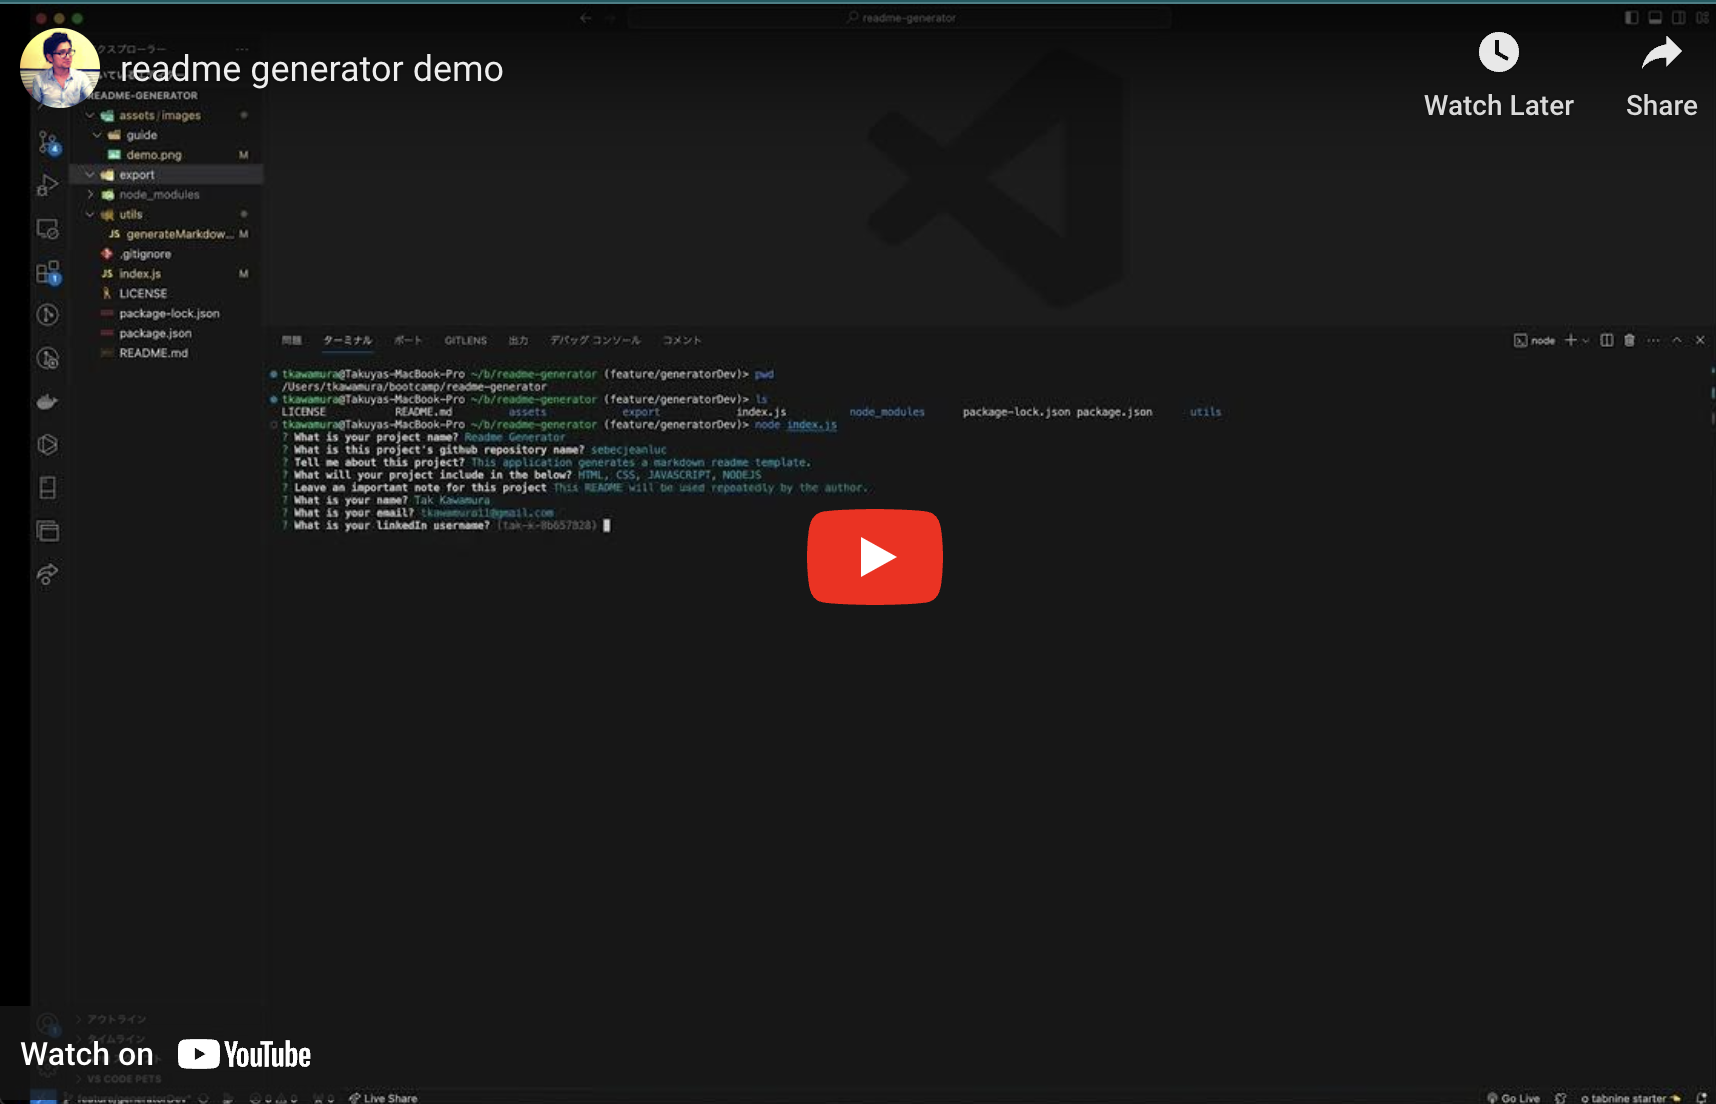 readme-generator
クスプローラー
readme generator demo
Watch Later
Share
README-GENERATOR
assets/images
guide
demo.png M
export
node_modules
utils
JS generateMarkdow... M
.gitignore
JS index.js M
LICENSE
package-lock.json
package.json
README.md
問題 ターミナル ポート GITLENS 出力 デバッグ コンソール コメント
node
tkawamura@Takuyas-MacBook-Pro ~/b/readme-generator (feature/generatorDev)> pwd
/Users/tkawamura/bootcamp/readme-generator
tkawamura@Takuyas-MacBook-Pro ~/b/readme-generator (feature/generatorDev)> ls
LICENSE README.md assets export index.js node_modules package-lock.json package.json utils
tkawamura@Takuyas-MacBook-Pro ~/b/readme-generator (feature/generatorDev)> node index.js
? What is your project name? Readme Generator
? What is this project's github repository name? sebecjeanluc
? Tell me about this project? This application generates a markdown readme template.
? What will your project include in the below? HTML, CSS, JAVASCRIPT, NODEJS
? Leave an important note for this project This README will be used repeatedly by the author.
? What is your name? Tak Kawamura
? What is your email? tkawamura11@gmail.com
? What is your linkedIn username? (tak-k-8b657828)
アウトライン
タイムライン
Watch on YouTube
VS CODE PETS
feature/generatorDev* 0 0 0 Live Share
Go Live tabnine starter